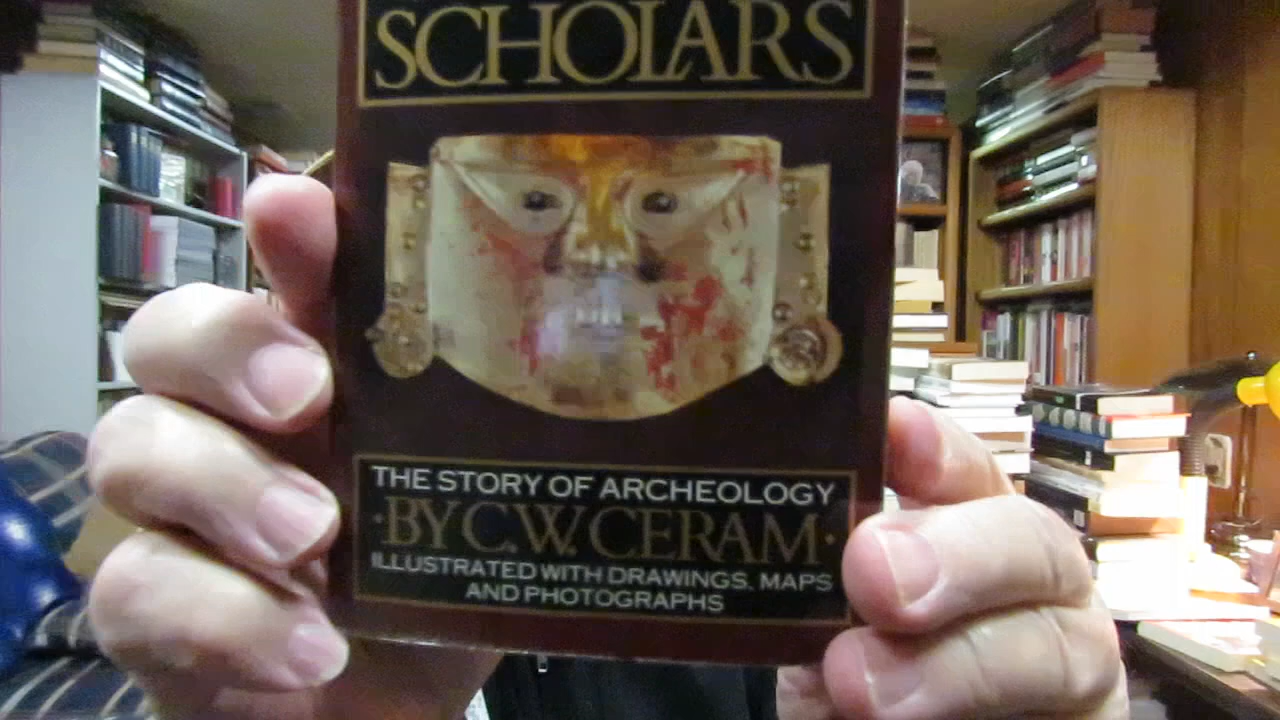 SCHOLARS
THE STORY OF ARCHEOLOGY
·BY C.W. CERAM·
ILLUSTRATED WITH DRAWINGS, MAPS
AND PHOTOGRAPHS